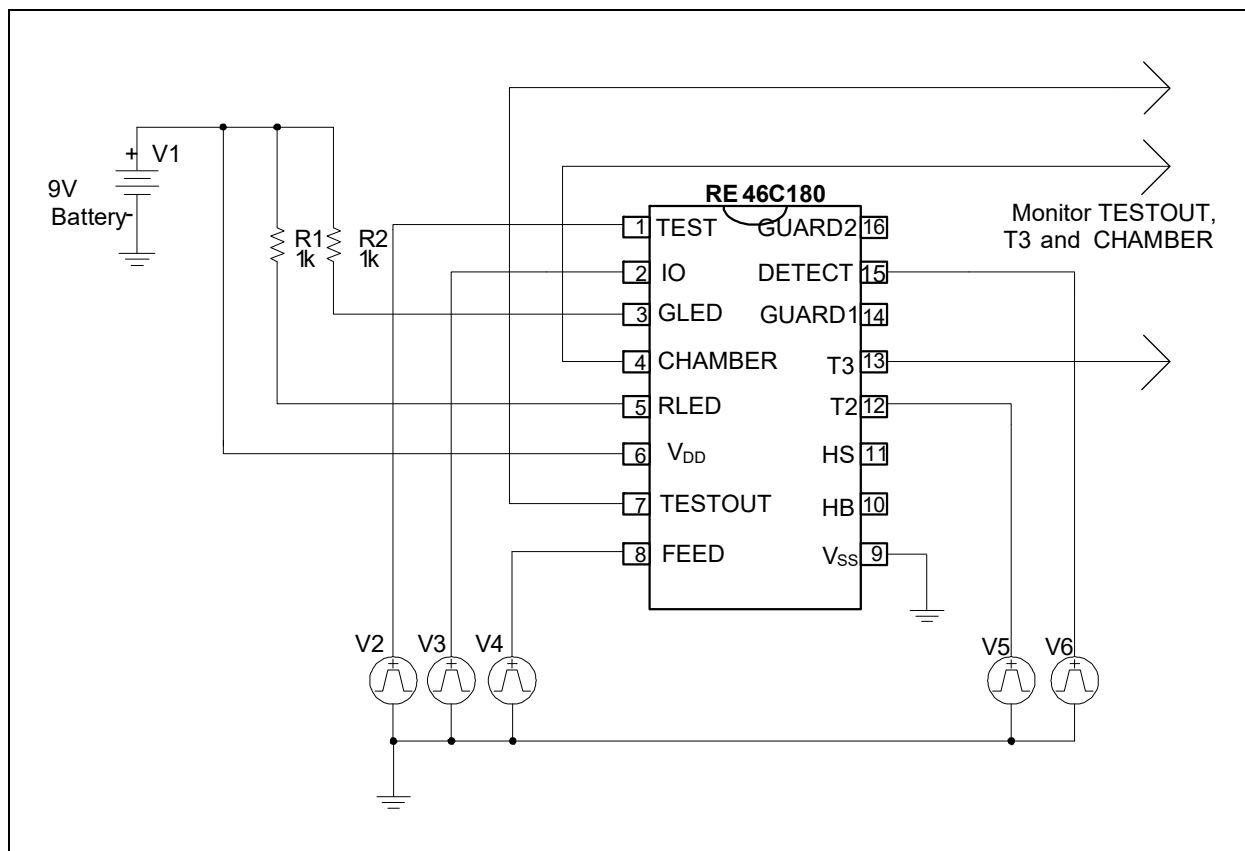 + V1
9V
Battery-
R1
1k
R2
1k
RE46C180
1 TEST
2 IO
3 GLED
4 CHAMBER
5 RLED
6 VDD
7 TESTOUT
8 FEED
GUARD2 16
DETECT 15
GUARD1 14
T3 13
T2 12
HS 11
HB 10
VSS 9
Monitor TESTOUT,
T3 and CHAMBER
V2
+
V3
+
V4
+
V5
+
V6
+